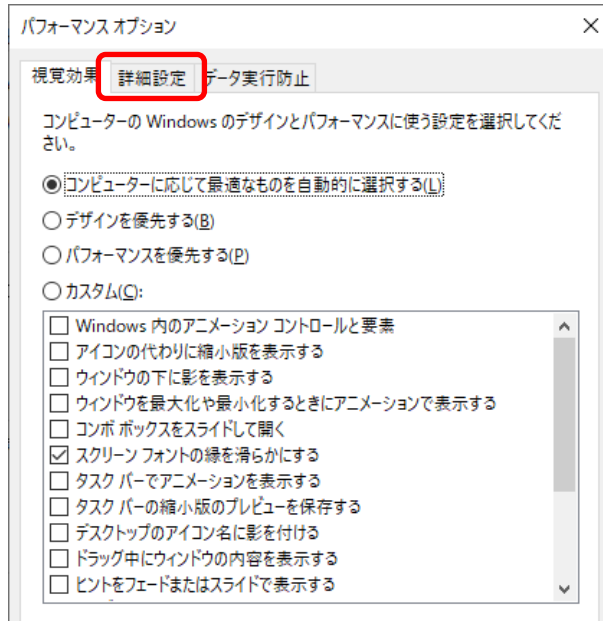 パフォーマンス オプション
視覚効果 詳細設定 データ実行防止
コンピューターの Windows のデザインとパフォーマンスに使う設定を選択してくだ
さい。
コンピューターに応じて最適なものを自動的に選択する(L)
デザインを優先する(B)
パフォーマンスを優先する(P)
カスタム(C):
Windows 内のアニメーション コントロールと要素
アイコンの代わりに縮小版を表示する
ウィンドウの下に影を表示する
ウィンドウを最大化や最小化するときにアニメーションで表示する
コンボ ボックスをスライドして開く
スクリーン フォントの縁を滑らかにする
タスク バーでアニメーションを表示する
タスク バーの縮小版のプレビューを保存する
デスクトップのアイコン名に影を付ける
ドラッグ中にウィンドウの内容を表示する
ヒントをフェードまたはスライドで表示する